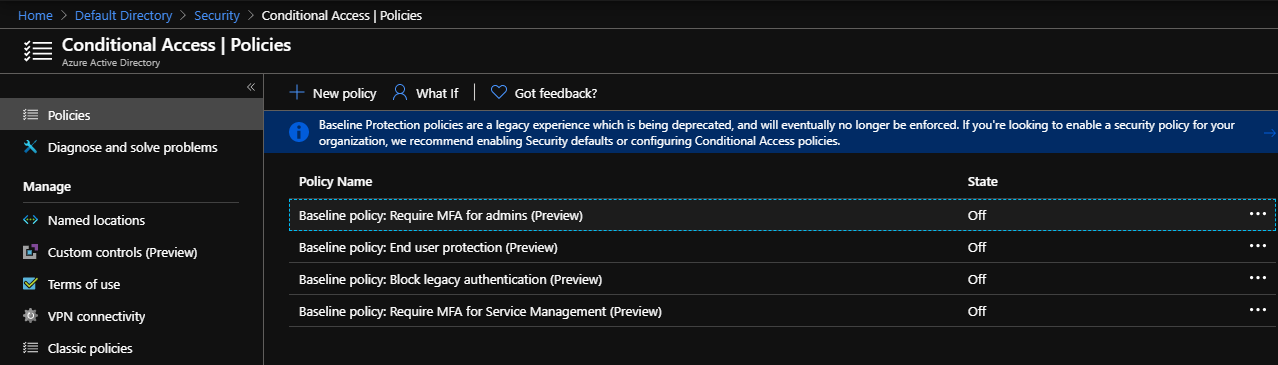 Home > Default Directory > Security > Conditional Access | Policies
Conditional Access | Policies
Azure Active Directory
«
Policies
Diagnose and solve problems
Manage
Named locations
Custom controls (Preview)
Terms of use
VPN connectivity
Classic policies
New policy What If Got feedback?
Baseline Protection policies are a legacy experience which is being deprecated, and will eventually no longer be enforced. If you're looking to enable a security policy for your
organization, we recommend enabling Security defaults or configuring Conditional Access policies.
Policy Name State
Baseline policy: Require MFA for admins (Preview) Off
Baseline policy: End user protection (Preview) Off
Baseline policy: Block legacy authentication (Preview) Off
Baseline policy: Require MFA for Service Management (Preview) Off